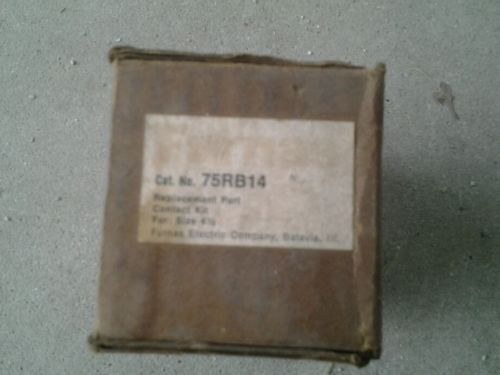 Cat. No. 75RB14
Replacement Part
Contact Kit
For: Size 4½
Furnas Electric Company, Batavia, Ill.